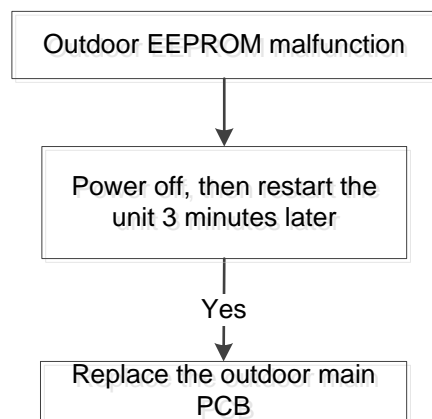 Outdoor EEPROM malfunction
Power off, then restart the
unit 3 minutes later
Yes
Replace the outdoor main
PCB